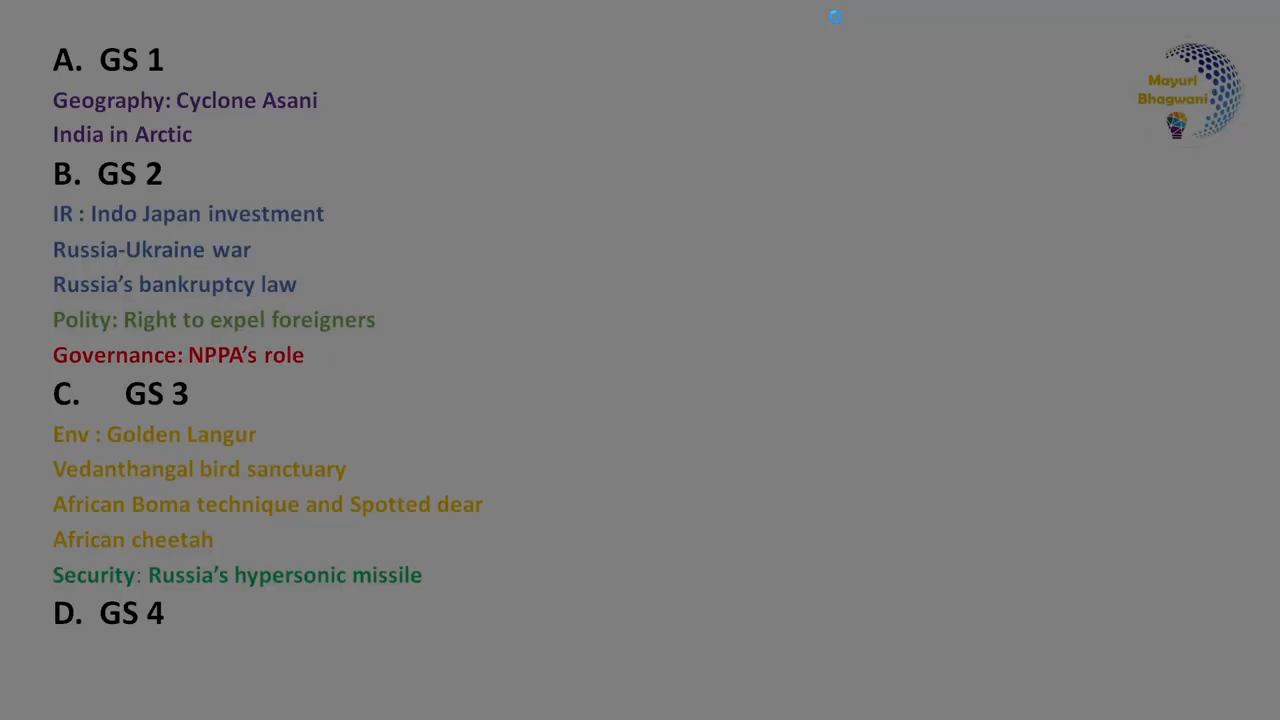 A. GS 1
Geography: Cyclone Asani
India in Arctic
B. GS 2
IR : Indo Japan investment
Russia-Ukraine war
Russia’s bankruptcy law
Polity: Right to expel foreigners
Governance: NPPA’s role
C. GS 3
Env : Golden Langur
Vedanthangal bird sanctuary
African Boma technique and Spotted dear
African cheetah
Security: Russia’s hypersonic missile
D. GS 4
Mayuri
Bhagwani